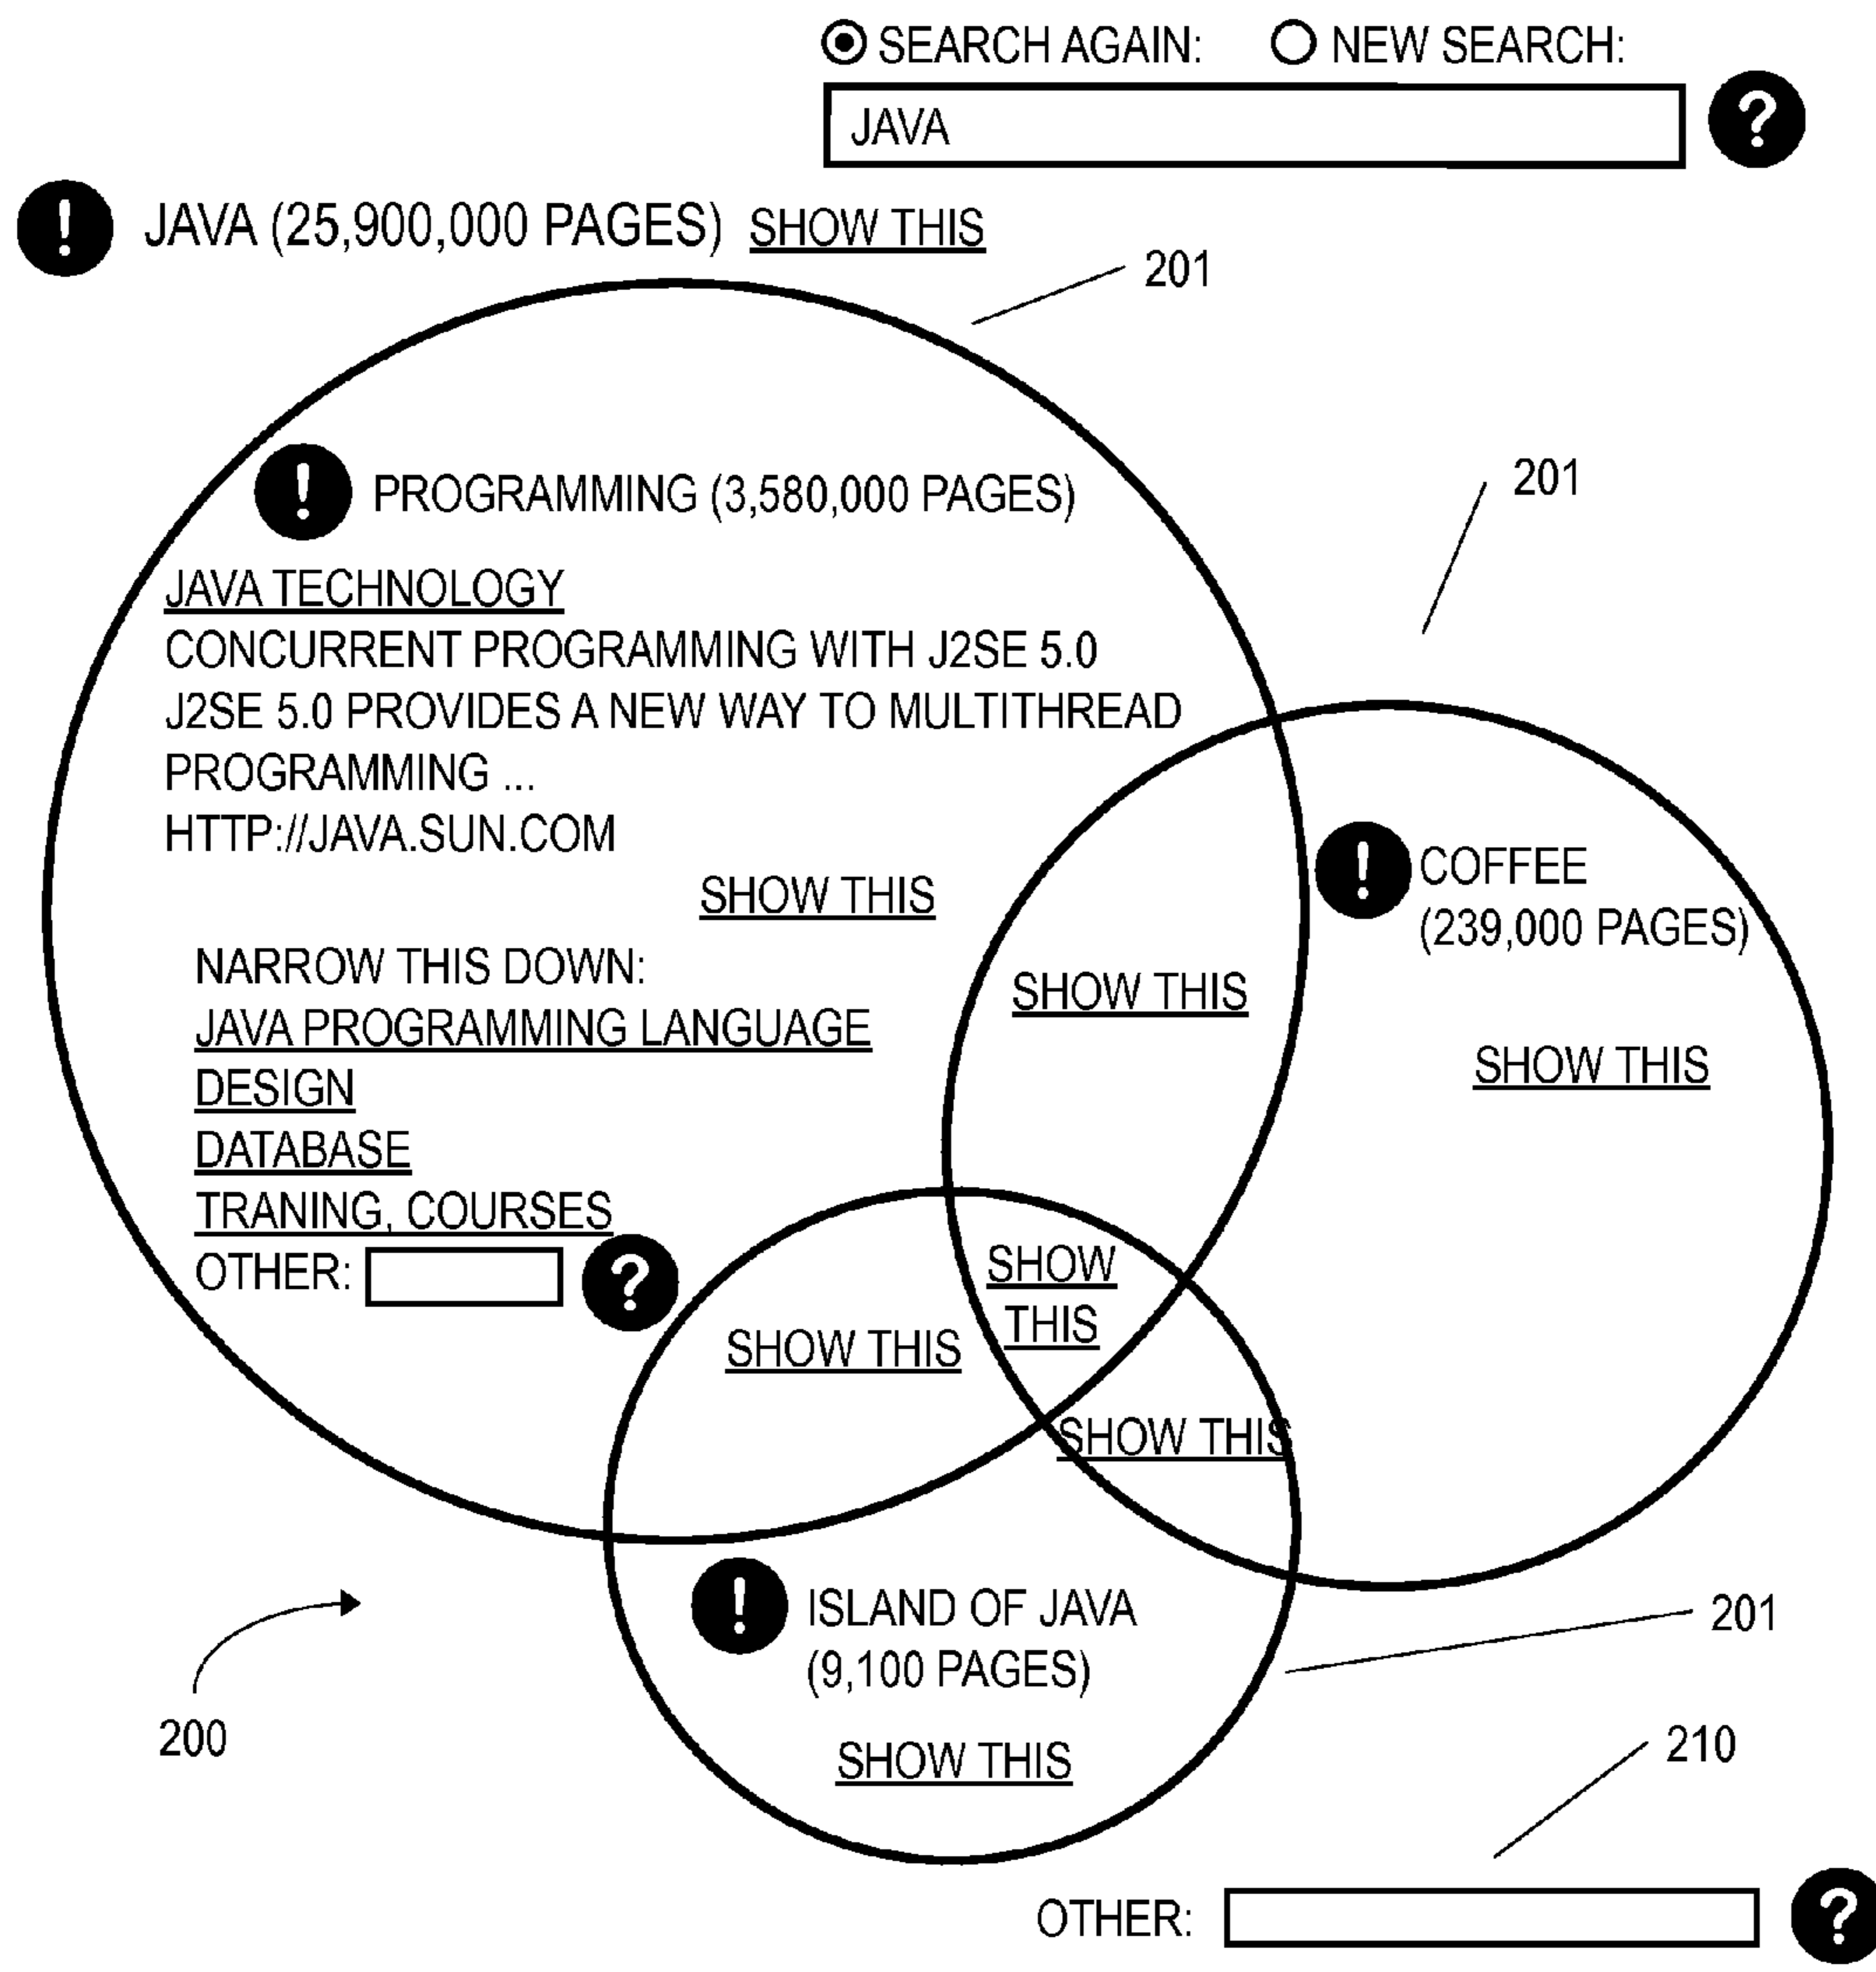 SEARCH AGAIN: NEW SEARCH:
JAVA
?
! JAVA (25,900,000 PAGES) SHOW THIS
201
! PROGRAMMING (3,580,000 PAGES)
201
JAVA TECHNOLOGY
CONCURRENT PROGRAMMING WITH J2SE 5.0
J2SE 5.0 PROVIDES A NEW WAY TO MULTITHREAD
PROGRAMMING ...
HTTP://JAVA.SUN.COM
SHOW THIS
! COFFEE
(239,000 PAGES)
SHOW THIS
SHOW THIS
NARROW THIS DOWN:
JAVA PROGRAMMING LANGUAGE
DESIGN
DATABASE
TRANING, COURSES
OTHER: ?
SHOW
THIS
SHOW THIS
SHOW THIS
! ISLAND OF JAVA
(9,100 PAGES)
SHOW THIS
201
200
210
OTHER: ?